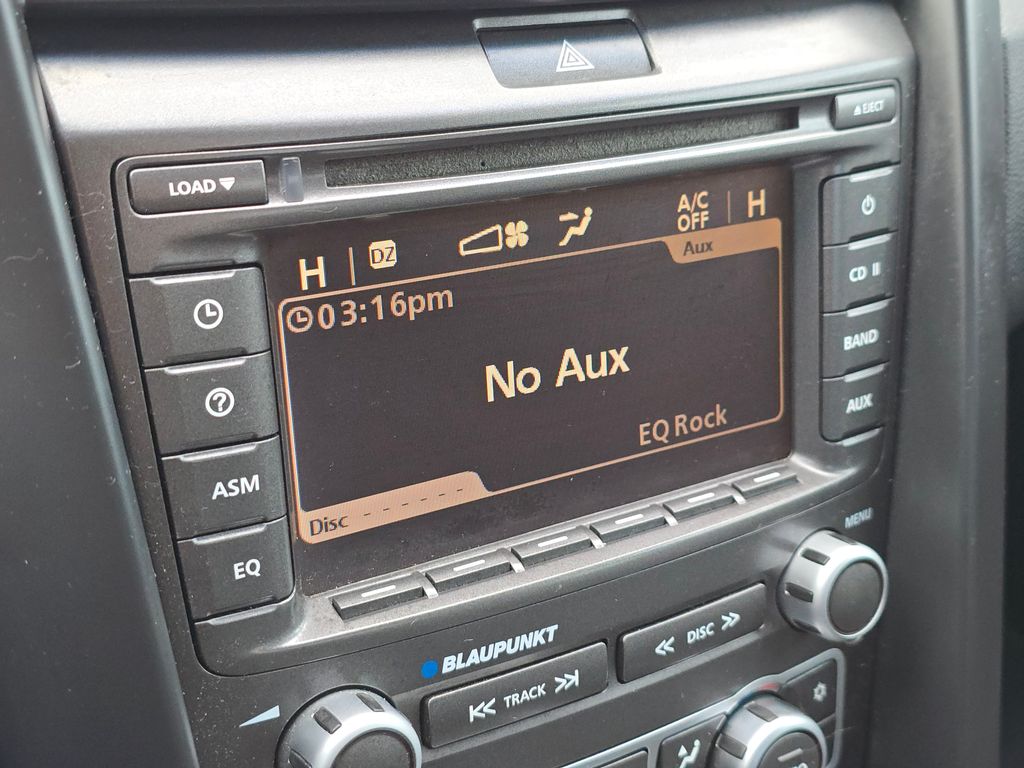 EJECT
LOAD
H DZ A/C OFF H
Aux
03:16pm
No Aux
EQ Rock
Disc - - - - - -
ASM
EQ
CD
BAND
AUX
MENU
BLAUPUNKT
TRACK
DISC